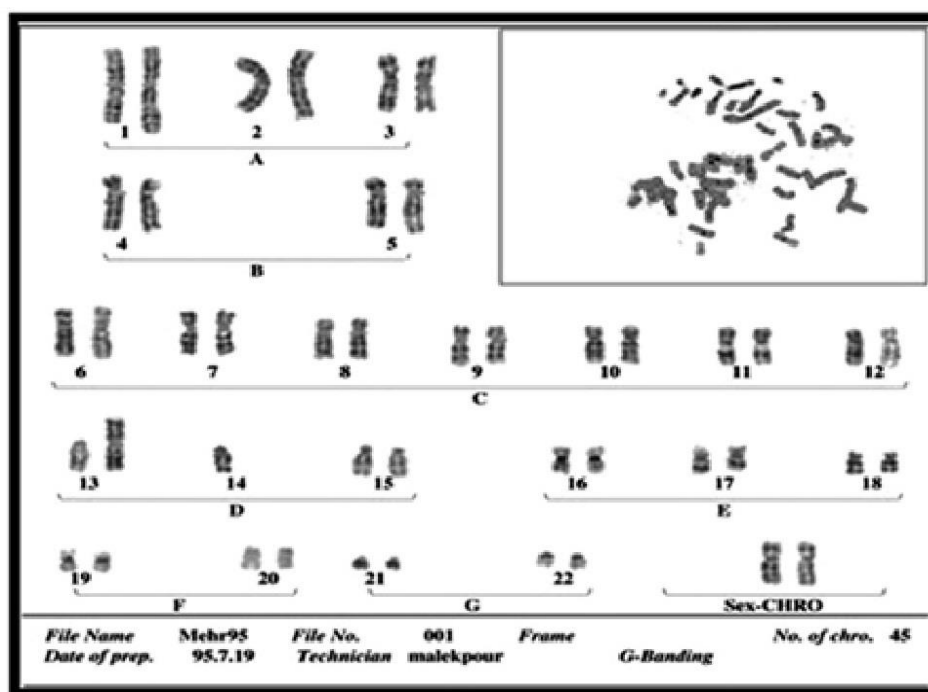 1 2 3
A
4 5
B
6 7 8 9 10 11 12
C
13 14 15 16 17 18
D E
19 20 21 22
F G Sex-CHRO
File Name Mehr95 File No. 001 Frame No. of chro. 45
Date of prep. 95.7.19 Technician malekpour G-Banding